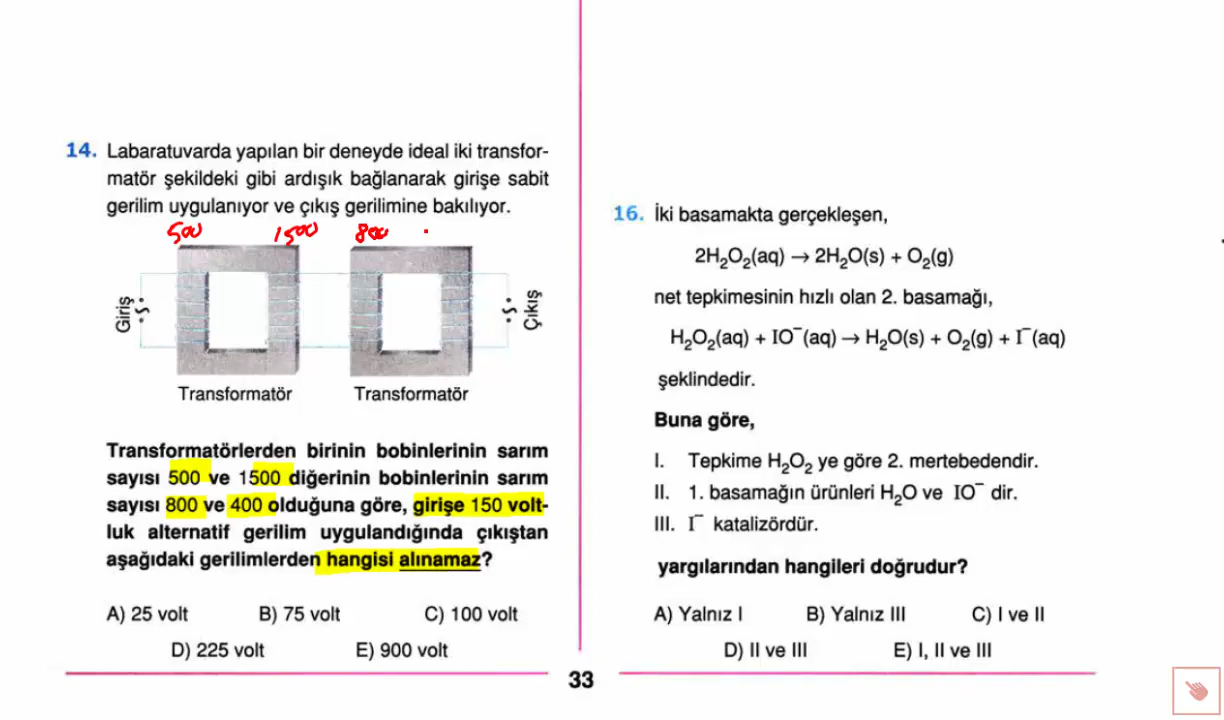 14. Labaratuvarda yapılan bir deneyde ideal iki transfor-
matör şekildeki gibi ardışık bağlanarak girişe sabit
gerilim uygulanıyor ve çıkış gerilimine bakılıyor.
500 1500 800
Giriş
Çıkış
Transformatör Transformatör
Transformatörlerden birinin bobinlerinin sarım
sayısı 500 ve 1500 diğerinin bobinlerinin sarım
sayısı 800 ve 400 olduğuna göre, girişe 150 volt-
luk alternatif gerilim uygulandığında çıkıştan
aşağıdaki gerilimlerden hangisi alınamaz?
A) 25 volt B) 75 volt C) 100 volt
D) 225 volt E) 900 volt
16. İki basamakta gerçekleşen,
2H₂O₂(aq) → 2H₂O(s) + O₂(g)
net tepkimesinin hızlı olan 2. basamağı,
H₂O₂(aq) + IO⁻(aq) → H₂O(s) + O₂(g) + I⁻(aq)
şeklindedir.
Buna göre,
I. Tepkime H₂O₂ ye göre 2. mertebedendir.
II. 1. basamağın ürünleri H₂O ve IO⁻ dir.
III. I⁻ katalizördür.
yargılarından hangileri doğrudur?
A) Yalnız I B) Yalnız III C) I ve II
D) II ve III E) I, II ve III
33